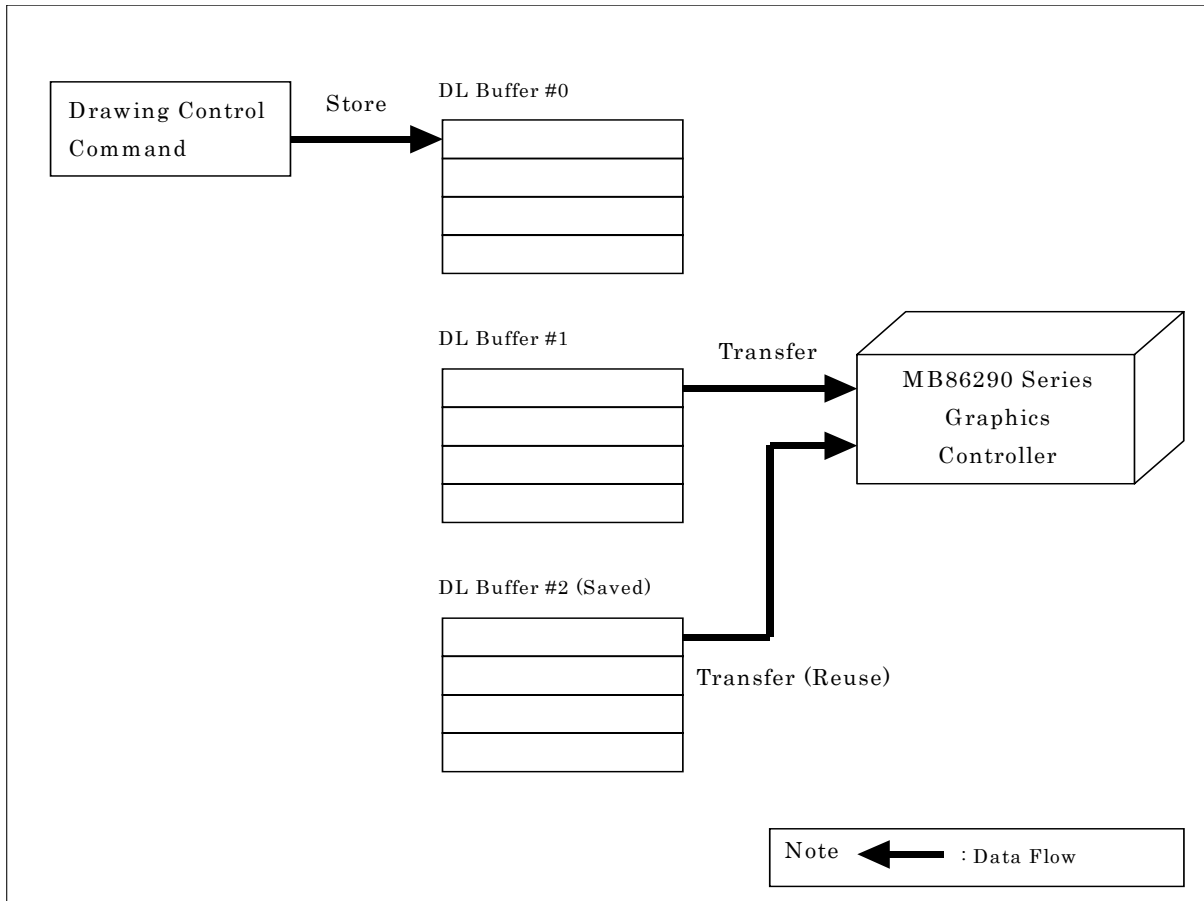 DL Buffer #0
Store
Drawing Control
Command
DL Buffer #1
Transfer
MB86290 Series
Graphics
Controller
DL Buffer #2 (Saved)
Transfer (Reuse)
Note : Data Flow